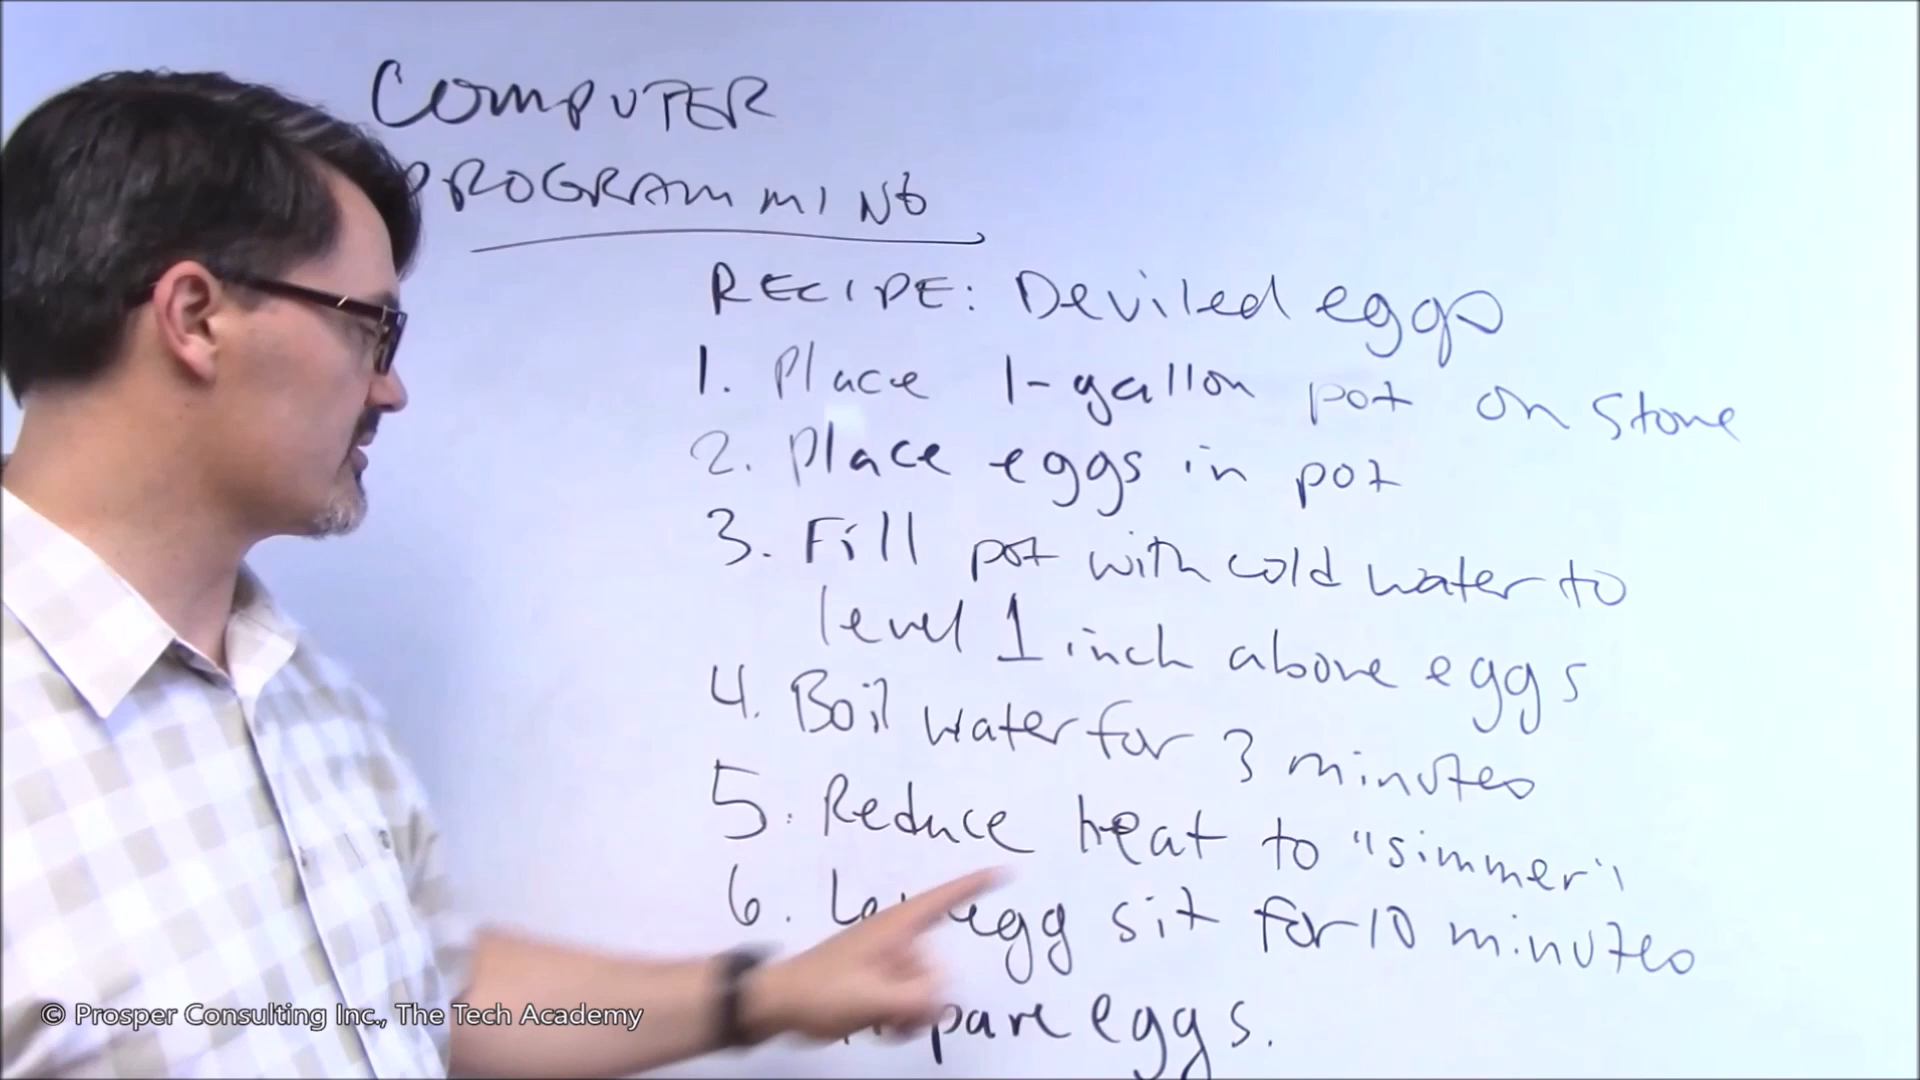 COMPUTER
PROGRAMMING
RECIPE: Deviled eggs
1. Place 1-gallon pot on Stove
2. Place eggs in pot
3. Fill pot with cold water to
level 1 inch above eggs
4. Boil water for 3 minutes
5. Reduce heat to "simmer"
6. egg sit for 10 minutes
eggs.
© Prosper Consulting Inc., The Tech Academy